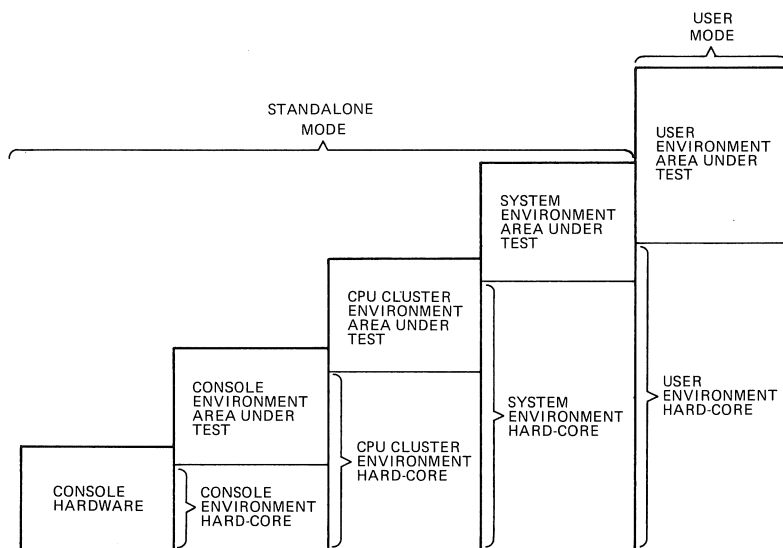 USER
MODE
STANDALONE
MODE
USER
ENVIRONMENT
AREA UNDER
TEST
SYSTEM
ENVIRONMENT
AREA UNDER
TEST
CPU CLUSTER
ENVIRONMENT
AREA UNDER
TEST
CONSOLE
ENVIRONMENT
AREA UNDER
TEST
USER
ENVIRONMENT
HARD-CORE
SYSTEM
ENVIRONMENT
HARD-CORE
CPU CLUSTER
ENVIRONMENT
HARD-CORE
CONSOLE
HARDWARE
CONSOLE
ENVIRONMENT
HARD-CORE